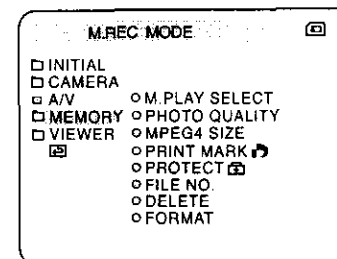 M.REC MODE
INITIAL
CAMERA
A/V M.PLAY SELECT
MEMORY PHOTO QUALITY
VIEWER MPEG4 SIZE
PRINT MARK
PROTECT
FILE NO.
DELETE
FORMAT